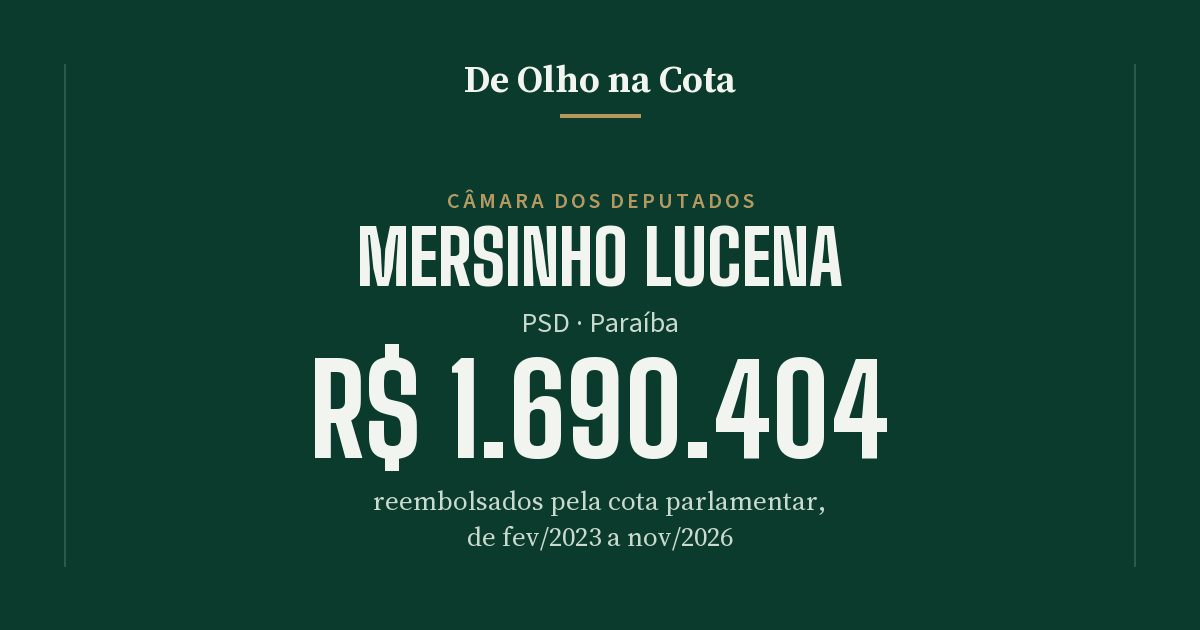 De Olho na Cota
CÂMARA DOS DEPUTADOS
MERSINHO LUCENA
PSD · Paraíba
R$ 1.690.404
reembolsados pela cota parlamentar,
de fev/2023 a nov/2026